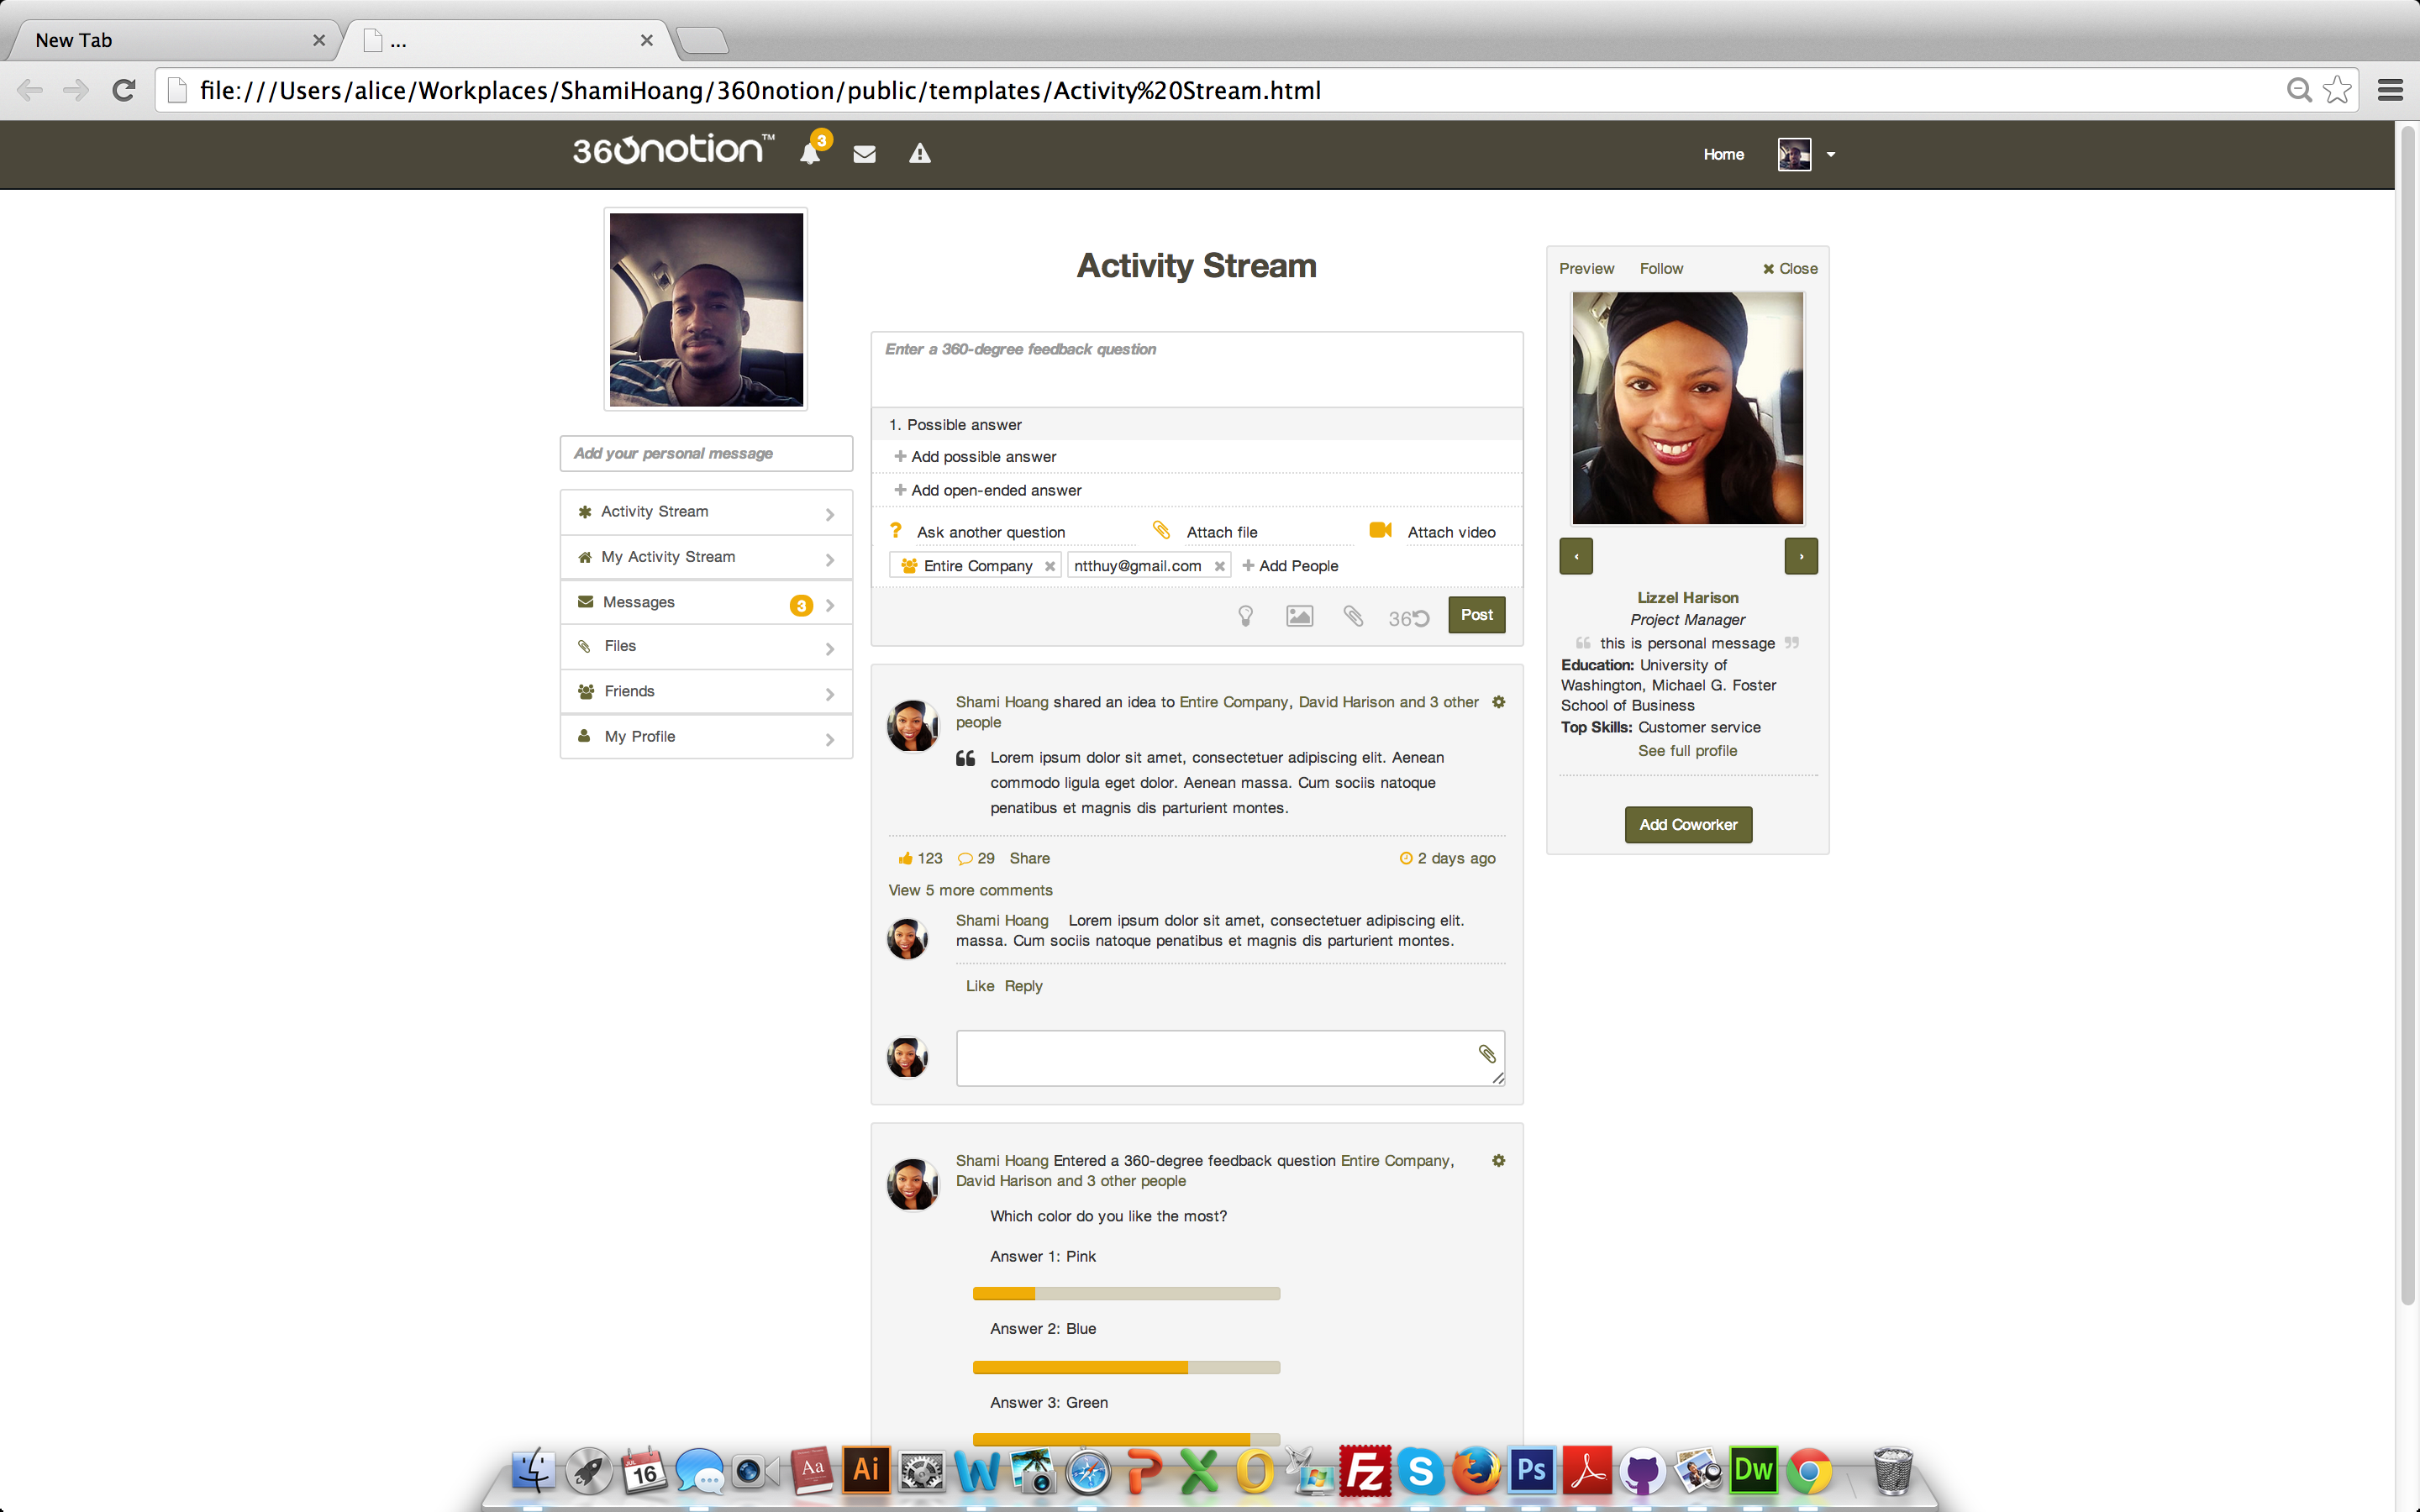 New Tab
...
file:///Users/alice/Workplaces/ShamiHoang/360notion/public/templates/Activity%20Stream.html
360notion™
3
Home
Activity Stream
Add your personal message
Activity Stream
My Activity Stream
Messages 3
Files
Friends
My Profile
Enter a 360-degree feedback question
1. Possible answer
Add possible answer
Add open-ended answer
? Ask another question Attach file Attach video
Entire Company ntthuy@gmail.com Add People
36 Post
Shami Hoang shared an idea to Entire Company, David Harison and 3 other
people
Lorem ipsum dolor sit amet, consectetuer adipiscing elit. Aenean
commodo ligula eget dolor. Aenean massa. Cum sociis natoque
penatibus et magnis dis parturient montes.
123 29 Share 2 days ago
View 5 more comments
Shami Hoang Lorem ipsum dolor sit amet, consectetuer adipiscing elit.
massa. Cum sociis natoque penatibus et magnis dis parturient montes.
Like Reply
Shami Hoang Entered a 360-degree feedback question Entire Company,
David Harison and 3 other people
Which color do you like the most?
Answer 1: Pink
Answer 2: Blue
Answer 3: Green
Preview Follow Close
Lizzel Harison
Project Manager
“ this is personal message ”
Education: University of
Washington, Michael G. Foster
School of Business
Top Skills: Customer service
See full profile
Add Coworker
JUL
16
Aa
Ai
W
P
X
O
Fz
S
Ps
Dw